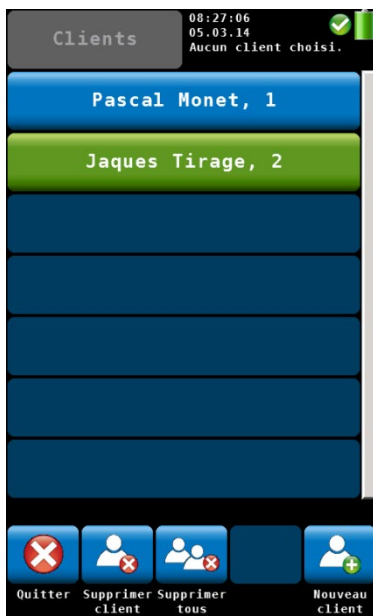 Clients
08:27:06
05.03.14
Aucun client choisi.
Pascal Monet, 1
Jaques Tirage, 2
Quitter
Supprimer
client
Supprimer
tous
Nouveau
client